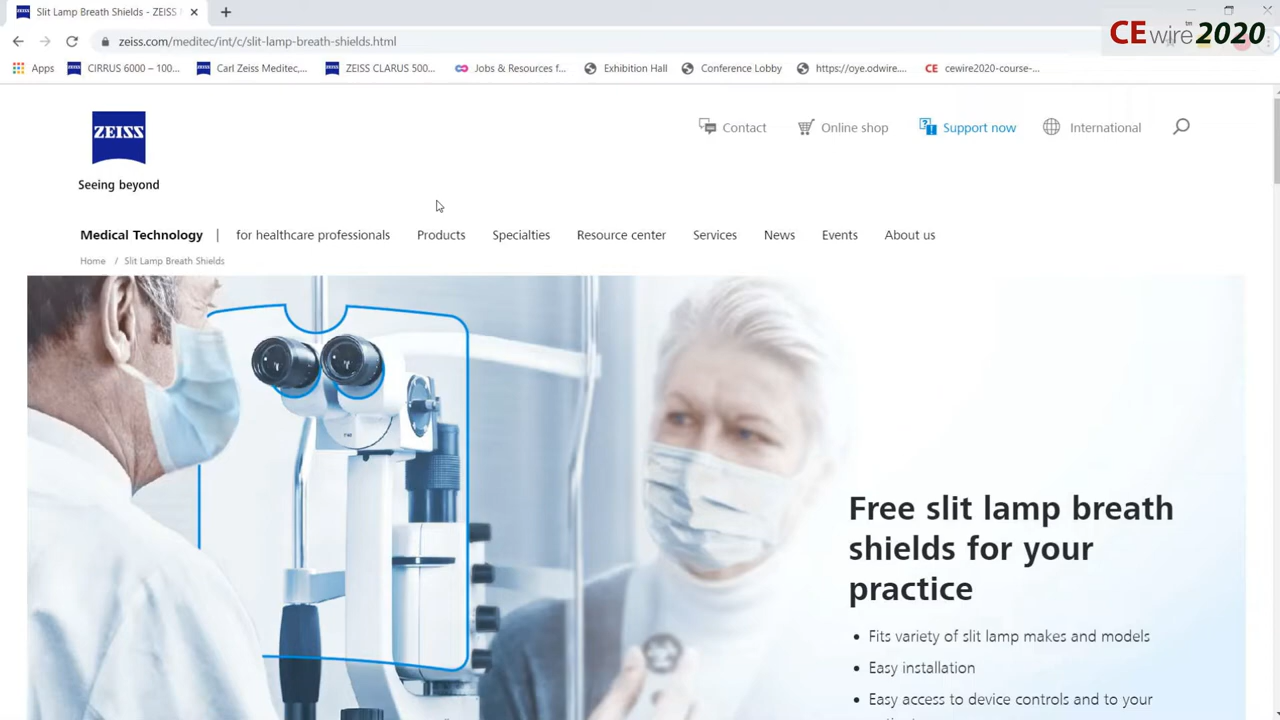 Slit Lamp Breath Shields - ZEISS
CEwire™2020
zeiss.com/meditec/int/c/slit-lamp-breath-shields.html
Apps
CIRRUS 6000 – 100...
Carl Zeiss Meditec,...
ZEISS CLARUS 500...
Jobs & Resources f...
Exhibition Hall
Conference Lobby
https://oye.odwire....
CE cewire2020-course-...
ZEISS
Seeing beyond
Contact
Online shop
Support now
International
Medical Technology |
for healthcare professionals
Products
Specialties
Resource center
Services
News
Events
About us
Home / Slit Lamp Breath Shields
Free slit lamp breath
shields for your
practice
• Fits variety of slit lamp makes and models
• Easy installation
• Easy access to device controls and to your